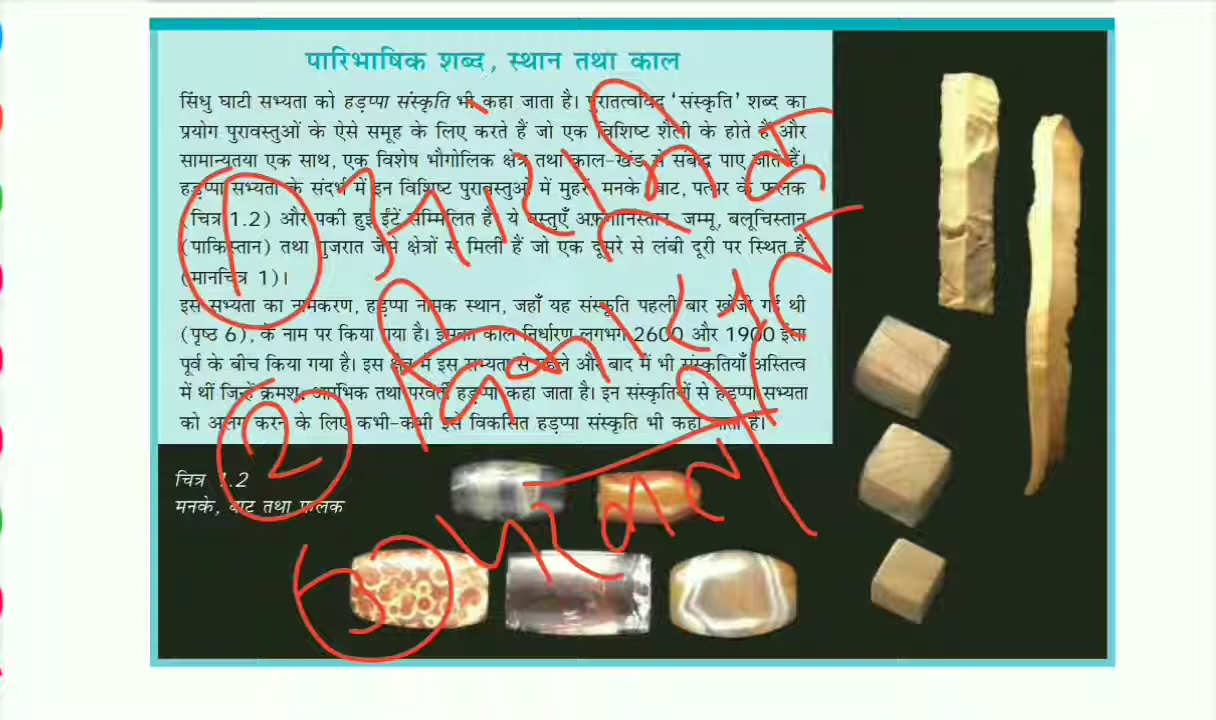 पारिभाषिक शब्द, स्थान तथा काल
सिंधु घाटी सभ्यता को हड़प्पा संस्कृति भी कहा जाता है। पुरातत्वविद 'संस्कृति' शब्द का
प्रयोग पुरावस्तुओं के ऐसे समूह के लिए करते हैं जो एक विशिष्ट शैली के होते हैं और
सामान्यतया एक साथ, एक विशेष भौगोलिक क्षेत्र तथा काल-खंड से संबद्ध पाए जाते हैं।
हड़प्पा सभ्यता के संदर्भ में इन विशिष्ट पुरावस्तुओं में मुहरें, मनके, बाट, पत्थर के फलक
(चित्र 1.2) और पकी हुई ईंटें सम्मिलित हैं। ये वस्तुएँ अफ़गानिस्तान, जम्मू, बलूचिस्तान
(पाकिस्तान) तथा गुजरात जैसे क्षेत्रों से मिली हैं जो एक दूसरे से लंबी दूरी पर स्थित हैं
(मानचित्र 1)।
इस सभ्यता का नामकरण, हड़प्पा नामक स्थान, जहाँ यह संस्कृति पहली बार खोजी गई थी
(पृष्ठ 6), के नाम पर किया गया है। इसका काल निर्धारण लगभग 2600 और 1900 ईसा
पूर्व के बीच किया गया है। इस क्षेत्र में इस सभ्यता से पहले और बाद में भी संस्कृतियाँ अस्तित्व
में थीं जिन्हें क्रमश: आरंभिक तथा परवर्ती हड़प्पा कहा जाता है। इन संस्कृतियों से हड़प्पा सभ्यता
को अलग करने के लिए कभी-कभी इसे विकसित हड़प्पा संस्कृति भी कहा जाता है।
चित्र 1.2
मनके, बाट तथा फलक
1
2
3